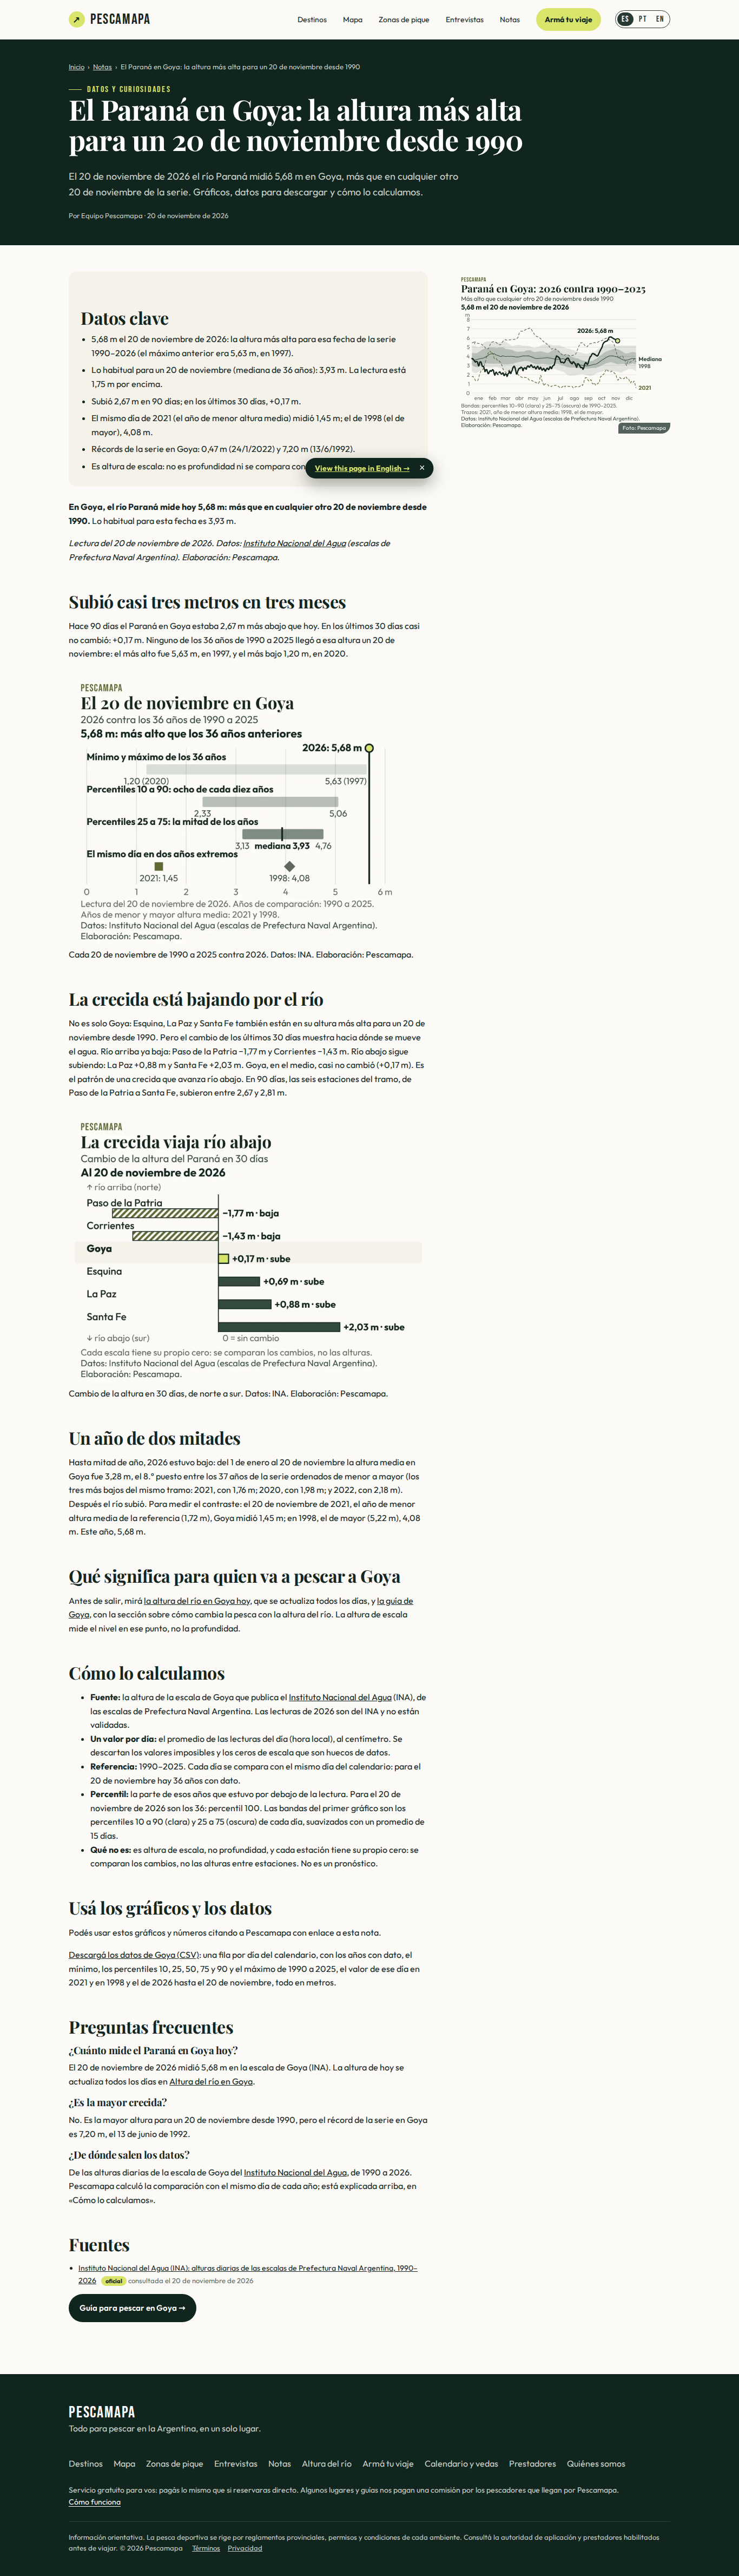 PESCAMAPA
Destinos
Mapa
Zonas de pique
Entrevistas
Notas
Armá tu viaje
ES PT EN
Inicio › Notas › El Paraná en Goya: la altura más alta para un 20 de noviembre desde 1990
DATOS Y CURIOSIDADES
El Paraná en Goya: la altura más alta
para un 20 de noviembre desde 1990
El 20 de noviembre de 2026 el río Paraná midió 5,68 m en Goya, más que en cualquier otro
20 de noviembre de la serie. Gráficos, datos para descargar y cómo lo calculamos.
Por Equipo Pescamapa · 20 de noviembre de 2026
Datos clave
• 5,68 m el 20 de noviembre de 2026: la altura más alta para esa fecha de la serie
1990–2026 (el máximo anterior era 5,63 m, en 1997).
• Lo habitual para esta fecha (mediana de 36 años): 3,93 m. La lectura está
1,75 m por encima.
• Subió 2,67 m en 90 días; en los últimos 30 días, +0,17 m.
• El mismo día de 2021 (el año de menor altura media) midió 1,45 m; el de 1998 (el de
mayor), 4,08 m.
• Récords de la serie en Goya: 0,47 m (24/1/2022) y 7,20 m (13/6/1992).
• Es altura de escala: no es profundidad ni se compara con
View this page in English → ×
PESCAMAPA
Paraná en Goya: 2026 contra 1990–2025
Más alto que cualquier otro 20 de noviembre desde 1990
5,68 m el 20 de noviembre de 2026
m
8
7
6
5
4
3
2
1
0
2026: 5,68 m
Mediana
1998
2021
ene feb mar abr may jun jul ago sep oct nov dic
Bandas: percentiles 10–90 (clara) y 25–75 (oscura) de 1990–2025.
Trazos: 2021, año de menor altura media; 1998, el de mayor.
Datos: Instituto Nacional del Agua (escalas de Prefectura Naval Argentina).
Elaboración: Pescamapa.
Foto: Pescamapa
En Goya, el río Paraná mide hoy 5,68 m: más que en cualquier otro 20 de noviembre desde
1990. Lo habitual para esta fecha es 3,93 m.
Lectura del 20 de noviembre de 2026. Datos: Instituto Nacional del Agua (escalas de
Prefectura Naval Argentina). Elaboración: Pescamapa.
Subió casi tres metros en tres meses
Hace 90 días el Paraná en Goya estaba 2,67 m más abajo que hoy. En los últimos 30 días casi
no cambió: +0,17 m. Ninguno de los 36 años de 1990 a 2025 llegó a esa altura un 20 de
noviembre: el más alto fue 5,63 m, en 1997, y el más bajo 1,20 m, en 2020.
PESCAMAPA
El 20 de noviembre en Goya
2026 contra los 36 años de 1990 a 2025
5,68 m: más alto que los 36 años anteriores
2026: 5,68 m
Mínimo y máximo de los 36 años
1,20 (2020) 5,63 (1997)
Percentiles 10 a 90: ocho de cada diez años
2,33 5,06
Percentiles 25 a 75: la mitad de los años
3,13 mediana 3,93 4,76
El mismo día en dos años extremos
2021: 1,45 1998: 4,08
0 1 2 3 4 5 6 m
Lectura del 20 de noviembre de 2026. Años de comparación: 1990 a 2025.
Años de menor y mayor altura media: 2021 y 1998.
Datos: Instituto Nacional del Agua (escalas de Prefectura Naval Argentina).
Elaboración: Pescamapa.
Cada 20 de noviembre de 1990 a 2025 contra 2026. Datos: INA. Elaboración: Pescamapa.
La crecida está bajando por el río
No es solo Goya: Esquina, La Paz y Santa Fe también están en su altura más alta para un 20 de
noviembre desde 1990. Pero el cambio de los últimos 30 días muestra hacia dónde se mueve
el agua. Río arriba ya baja: Paso de la Patria −1,77 m y Corrientes −1,43 m. Río abajo sigue
subiendo: La Paz +0,88 m y Santa Fe +2,03 m. Goya, en el medio, casi no cambió (+0,17 m). Es
el patrón de una crecida que avanza río abajo. En 90 días, las seis estaciones del tramo, de
Paso de la Patria a Santa Fe, subieron entre 2,67 y 2,81 m.
PESCAMAPA
La crecida viaja río abajo
Cambio de la altura del Paraná en 30 días
Al 20 de noviembre de 2026
↑ río arriba (norte)
Paso de la Patria
−1,77 m · baja
Corrientes
−1,43 m · baja
Goya
+0,17 m · sube
Esquina
+0,69 m · sube
La Paz
+0,88 m · sube
Santa Fe
+2,03 m · sube
↓ río abajo (sur) 0 = sin cambio
Cada estación tiene su propio cero: se comparan los cambios, no las alturas.
Datos: Instituto Nacional del Agua (escalas de Prefectura Naval Argentina).
Elaboración: Pescamapa.
Cambio de la altura en 30 días, de norte a sur. Datos: INA. Elaboración: Pescamapa.
Un año de dos mitades
Hasta mitad de año, 2026 estuvo bajo: del 1 de enero al 20 de noviembre la altura media en
Goya fue 3,28 m, el 8.° puesto entre los 37 años de la serie ordenados de menor a mayor (los
tres más bajos del mismo tramo: 2021, con 1,76 m; 2020, con 1,98 m; y 2022, con 2,18 m).
Después el río subió. Para medir el contraste: el 20 de noviembre de 2021, el año de menor
altura media de la referencia (1,72 m), Goya midió 1,45 m; en 1998, el de mayor (5,22 m), 4,08
m. Este año, 5,68 m.
Qué significa para quien va a pescar a Goya
Antes de salir, mirá la altura del río en Goya hoy, que se actualiza todos los días, y la guía de
Goya, con la sección sobre cómo cambia la pesca con la altura del río. La altura de escala
mide el nivel en ese punto, no la profundidad.
Cómo lo calculamos
• Fuente: la altura de la escala de Goya que publica el Instituto Nacional del Agua (INA), de
las escalas de Prefectura Naval Argentina. Las lecturas de 2026 son del INA y no están
validadas.
• Un valor por día: el promedio de las lecturas del día (hora local), al centímetro. Se
descartan los valores imposibles y los ceros de escala que son huecos de datos.
• Referencia: 1990–2025. Cada día se compara con el mismo día del calendario: para el
20 de noviembre hay 36 años con dato.
• Percentil: la parte de esos años que estuvo por debajo de la lectura. Para el 20 de
noviembre de 2026 son los 36: percentil 100. Las bandas del primer gráfico son los
percentiles 10 a 90 (clara) y 25 a 75 (oscura) de cada día, suavizados con un promedio de
15 días.
• Qué no es: es altura de escala, no profundidad, y cada estación tiene su propio cero: se
comparan los cambios, no las alturas entre estaciones. No es un pronóstico.
Usá los gráficos y los datos
Podés usar estos gráficos y números citando a Pescamapa con enlace a esta nota.
Descargá los datos de Goya (CSV): una fila por día del calendario, con los años con dato, el
mínimo, los percentiles 10, 25, 50, 75 y 90 y el máximo de 1990 a 2025, el valor de ese día en
2021 y en 1998 y el de 2026 hasta el 20 de noviembre, todo en metros.
Preguntas frecuentes
¿Cuánto mide el Paraná en Goya hoy?
El 20 de noviembre de 2026 midió 5,68 m en la escala de Goya (INA). La altura de hoy se
actualiza todos los días en Altura del río en Goya.
¿Es la mayor crecida?
No. Es la mayor altura para un 20 de noviembre desde 1990, pero el récord de la serie en Goya
es 7,20 m, el 13 de junio de 1992.
¿De dónde salen los datos?
De las alturas diarias de la escala de Goya del Instituto Nacional del Agua, de 1990 a 2026.
Pescamapa calculó la comparación con el mismo día de cada año; está explicada arriba, en
«Cómo lo calculamos».
Fuentes
• Instituto Nacional del Agua (INA): alturas diarias de las escalas de Prefectura Naval Argentina, 1990–
2026 oficial consultada el 20 de noviembre de 2026
Guía para pescar en Goya →
PESCAMAPA
Todo para pescar en la Argentina, en un solo lugar.
Destinos Mapa Zonas de pique Entrevistas Notas Altura del río Armá tu viaje Calendario y vedas Prestadores Quiénes somos
Servicio gratuito para vos: pagás lo mismo que si reservaras directo. Algunos lugares y guías nos pagan una comisión por los pescadores que llegan por Pescamapa.
Cómo funciona
Información orientativa. La pesca deportiva se rige por reglamentos provinciales, permisos y condiciones de cada ambiente. Consultá la autoridad de aplicación y prestadores habilitados
antes de viajar. © 2026 Pescamapa Términos Privacidad